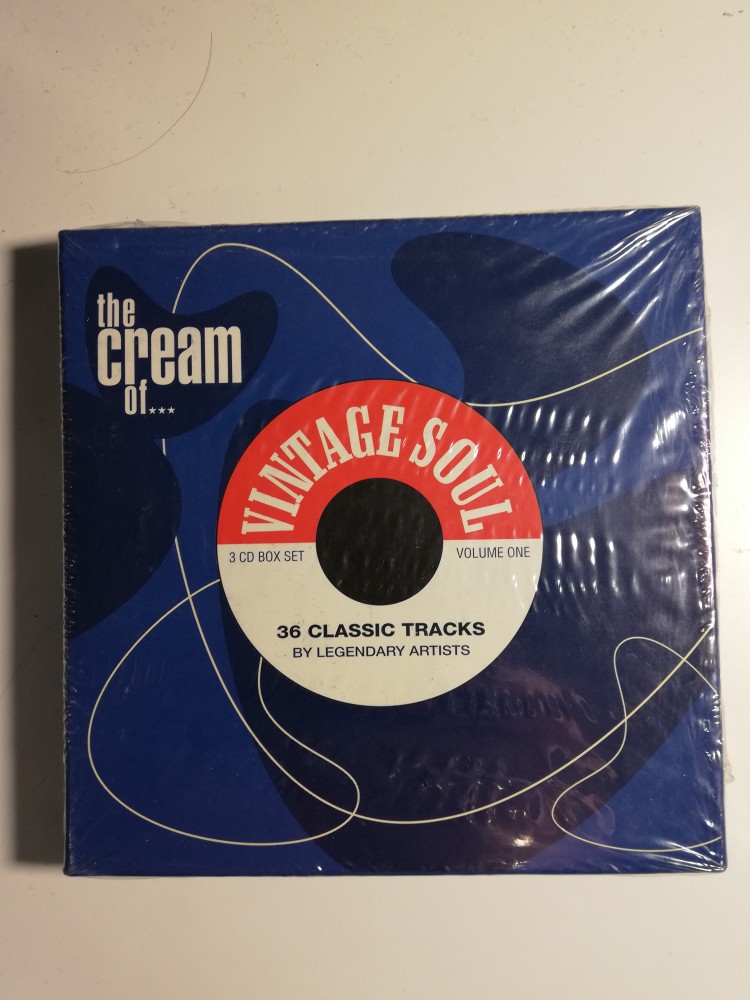 the
cream
of...
VINTAGE SOUL
3 CD BOX SET
VOLUME ONE
36 CLASSIC TRACKS
BY LEGENDARY ARTISTS